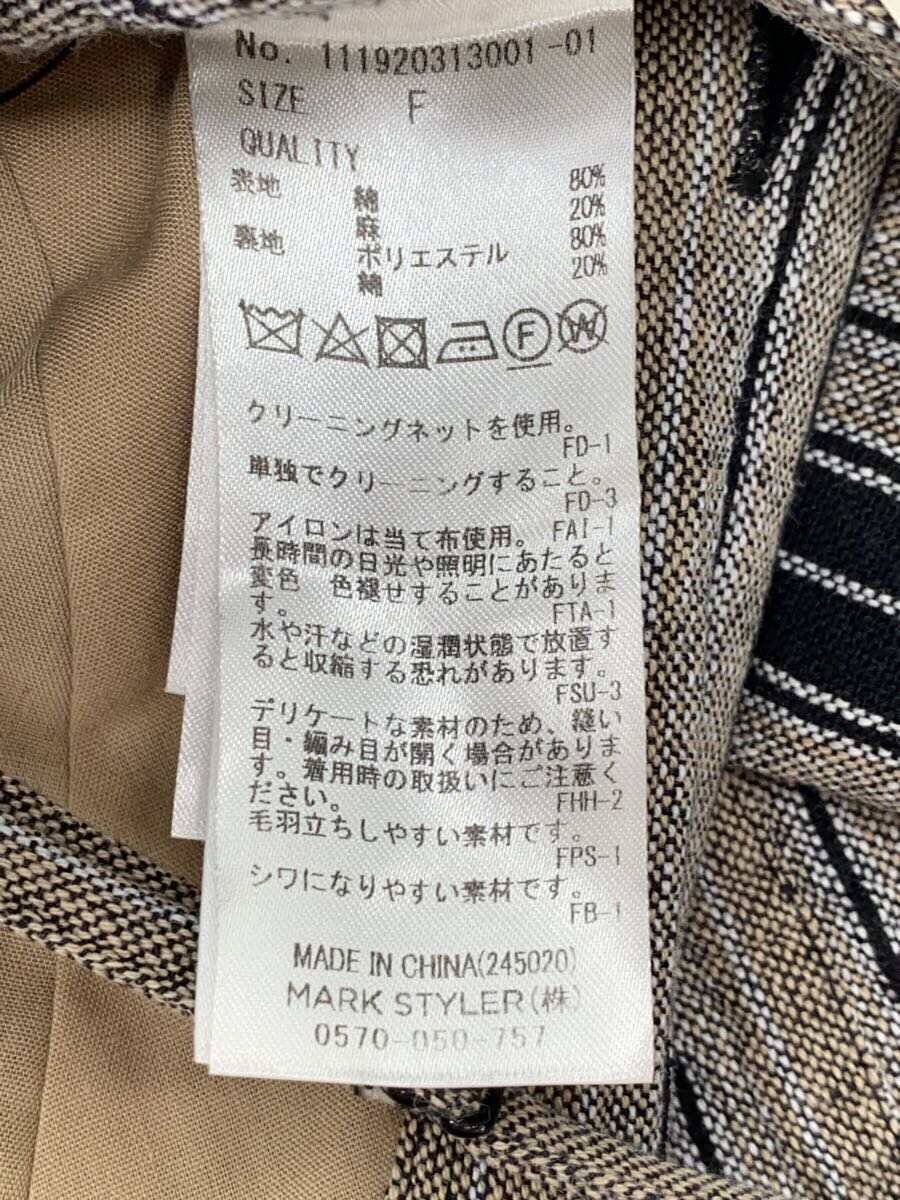 No. 111920313001-01
SIZE F
QUALITY
表地 綿 80%
麻 20%
裏地 ポリエステル 80%
綿 20%
F W
クリーニングネットを使用。
FD-1
単独でクリーニングすること。
FD-3
アイロンは当て布使用。 FAI-1
長時間の日光や照明にあたると
変色 色褪せすることがありま
す。 FTA-1
水や汗などの湿潤状態で放置す
ると収縮する恐れがあります。
FSU-3
デリケートな素材のため、縫い
目・編み目が開く場合がありま
す。着用時の取扱いにご注意く
ださい。 FHH-2
毛羽立ちしやすい素材です。
FPS-1
シワになりやすい素材です。
FB-1
MADE IN CHINA(245020)
MARK STYLER(株)
0570-050-757